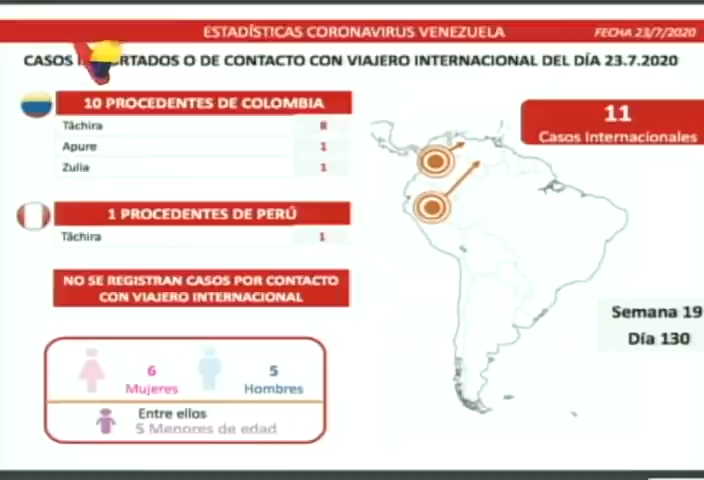 ESTADÍSTICAS CORONAVIRUS VENEZUELA
FECHA 23/7/2020
CASOS RTADOS O DE CONTACTO CON VIAJERO INTERNACIONAL DEL DÍA 23.7.2020
10 PROCEDENTES DE COLOMBIA
Táchira 8
Apure 1
Zulia 1
11
Casos Internacionales
1 PROCEDENTES DE PERÚ
Táchira 1
NO SE REGISTRAN CASOS POR CONTACTO
CON VIAJERO INTERNACIONAL
Semana 19
Día 130
6
Mujeres
5
Hombres
Entre ellos
5 Menores de edad